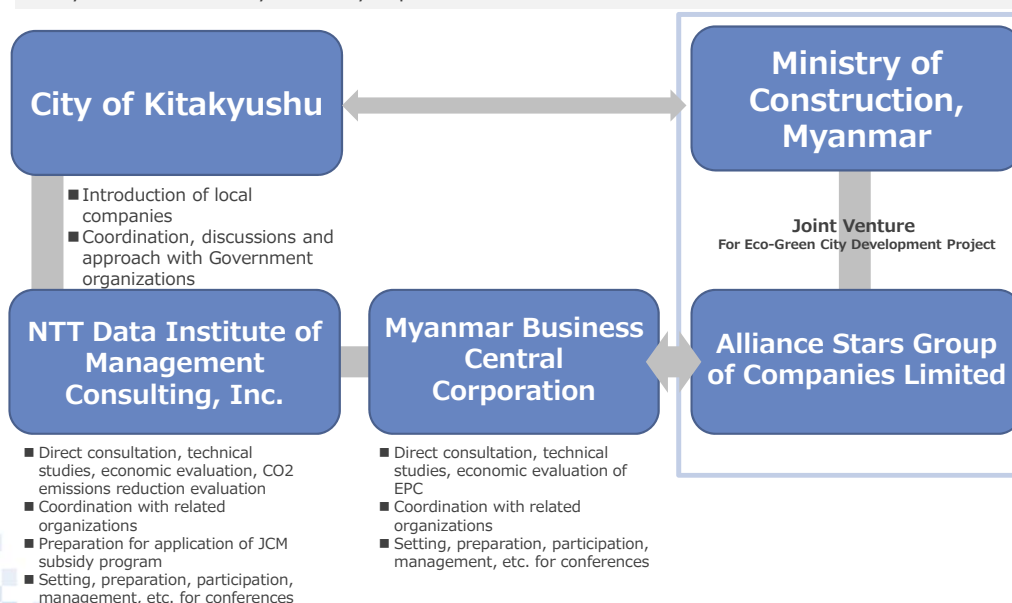 City of Kitakyushu
Ministry of
Construction,
Myanmar
■ Introduction of local
companies
■ Coordination, discussions and
approach with Government
organizations
Joint Venture
For Eco-Green City Development Project
NTT Data Institute of
Management
Consulting, Inc.
Myanmar Business
Central
Corporation
Alliance Stars Group
of Companies Limited
■ Direct consultation, technical
studies, economic evaluation, CO2
emissions reduction evaluation
■ Coordination with related
organizations
■ Preparation for application of JCM
subsidy program
■ Setting, preparation, participation,
management, etc. for conferences
■ Direct consultation, technical
studies, economic evaluation of
EPC
■ Coordination with related
organizations
■ Setting, preparation, participation,
management, etc. for conferences